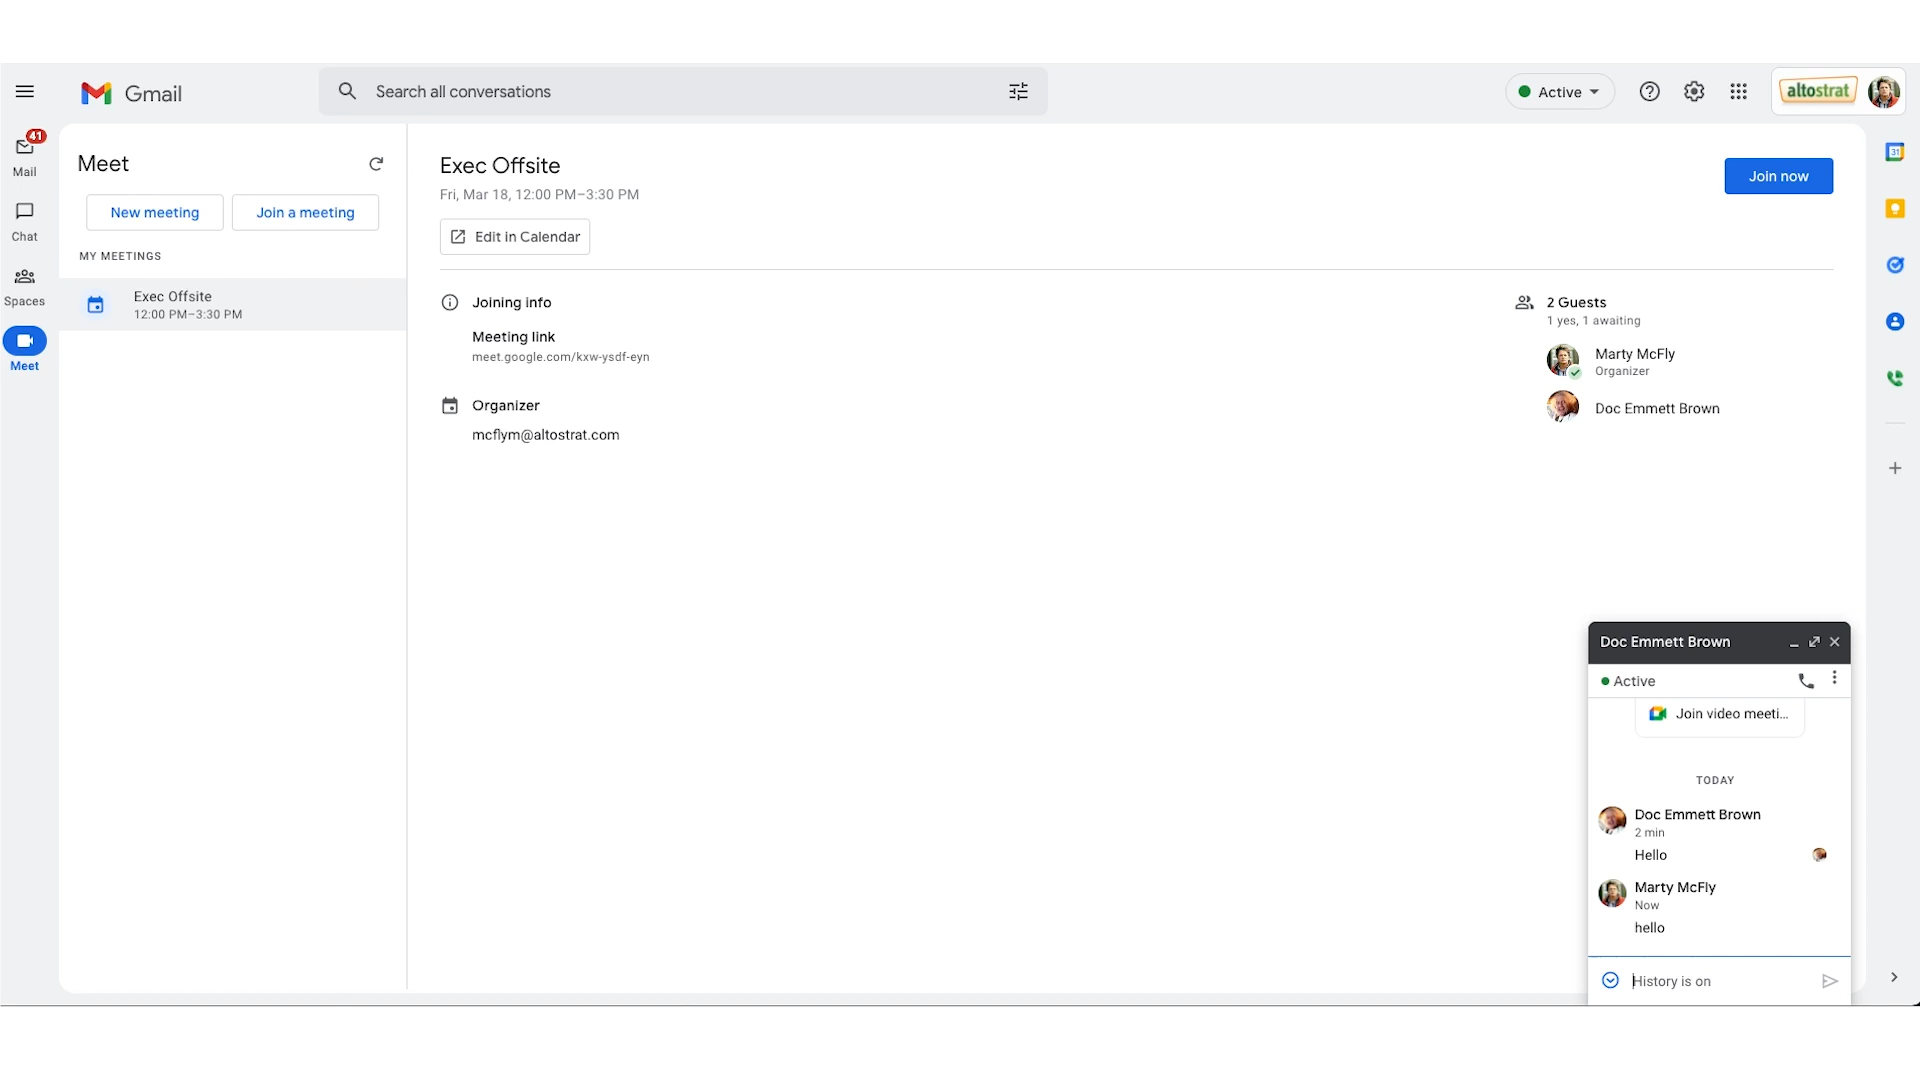 Gmail
Search all conversations
Active
altostrat
41
Mail
Chat
Spaces
Meet
Meet
New meeting
Join a meeting
MY MEETINGS
Exec Offsite
12:00 PM–3:30 PM
Exec Offsite
Fri, Mar 18, 12:00 PM–3:30 PM
Join now
Edit in Calendar
Joining info
Meeting link
meet.google.com/kxw-ysdf-eyn
Organizer
mcflym@altostrat.com
2 Guests
1 yes, 1 awaiting
Marty McFly
Organizer
Doc Emmett Brown
31
Doc Emmett Brown
Active
Join video meeti...
TODAY
Doc Emmett Brown
2 min
Hello
Marty McFly
Now
hello
History is on